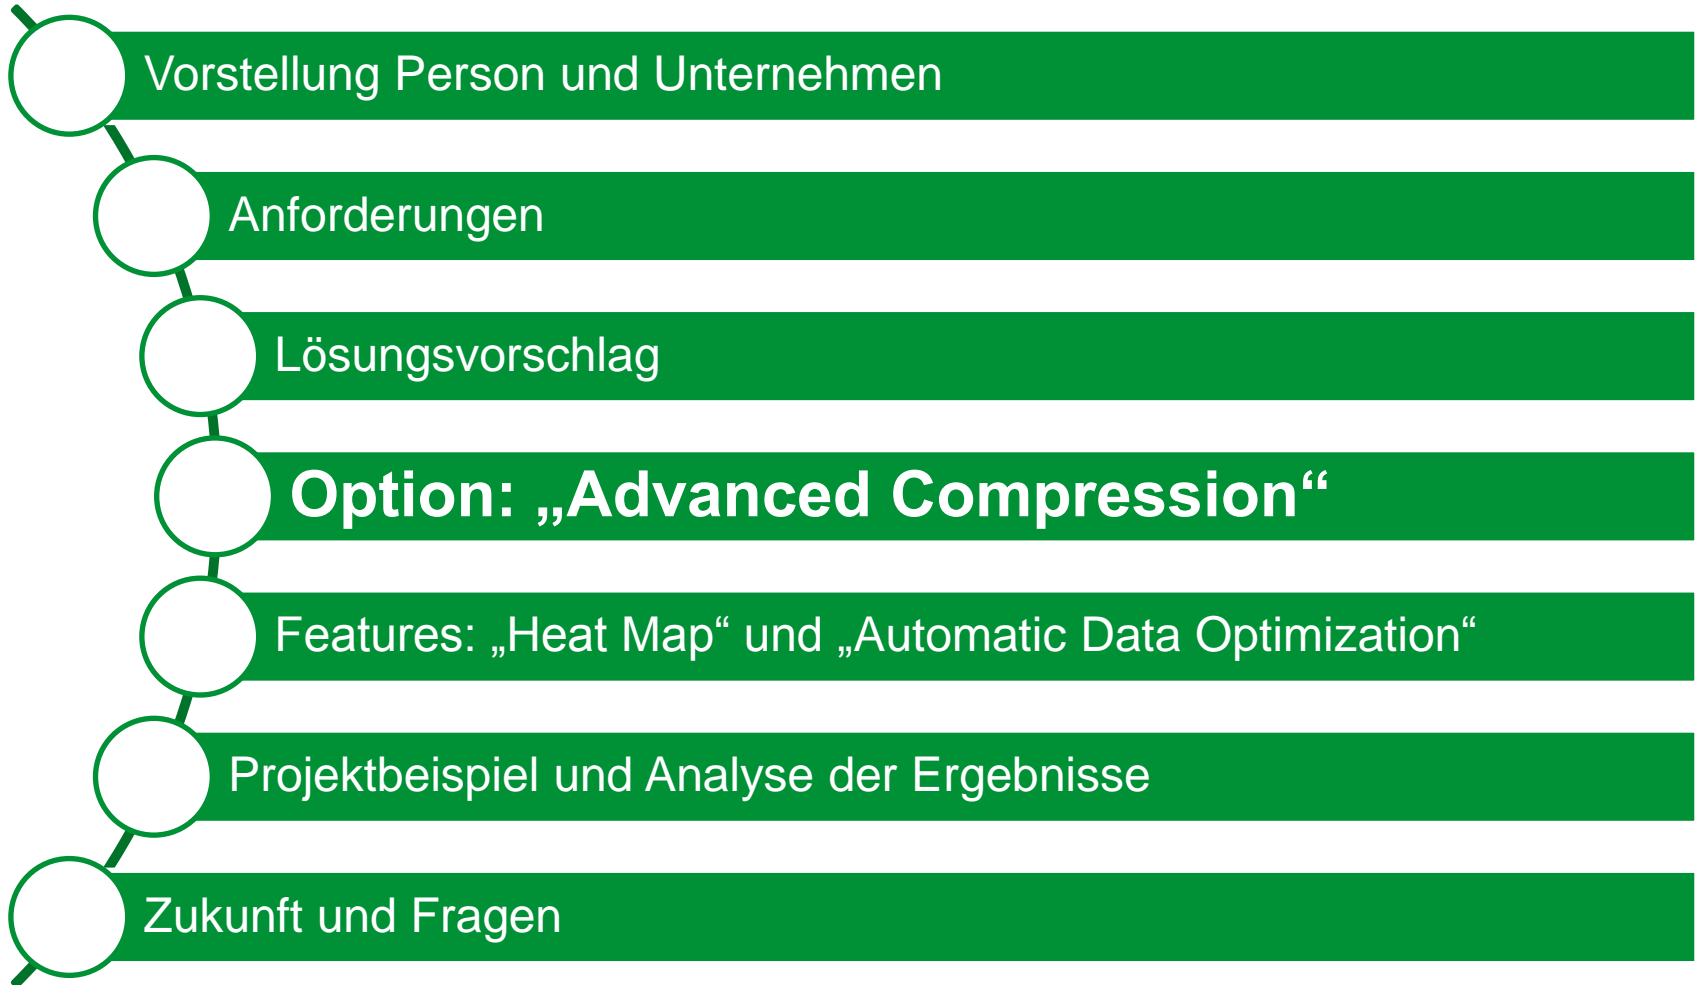 Vorstellung Person und Unternehmen
Anforderungen
Lösungsvorschlag
Option: „Advanced Compression“
Features: „Heat Map“ und „Automatic Data Optimization“
Projektbeispiel und Analyse der Ergebnisse
Zukunft und Fragen